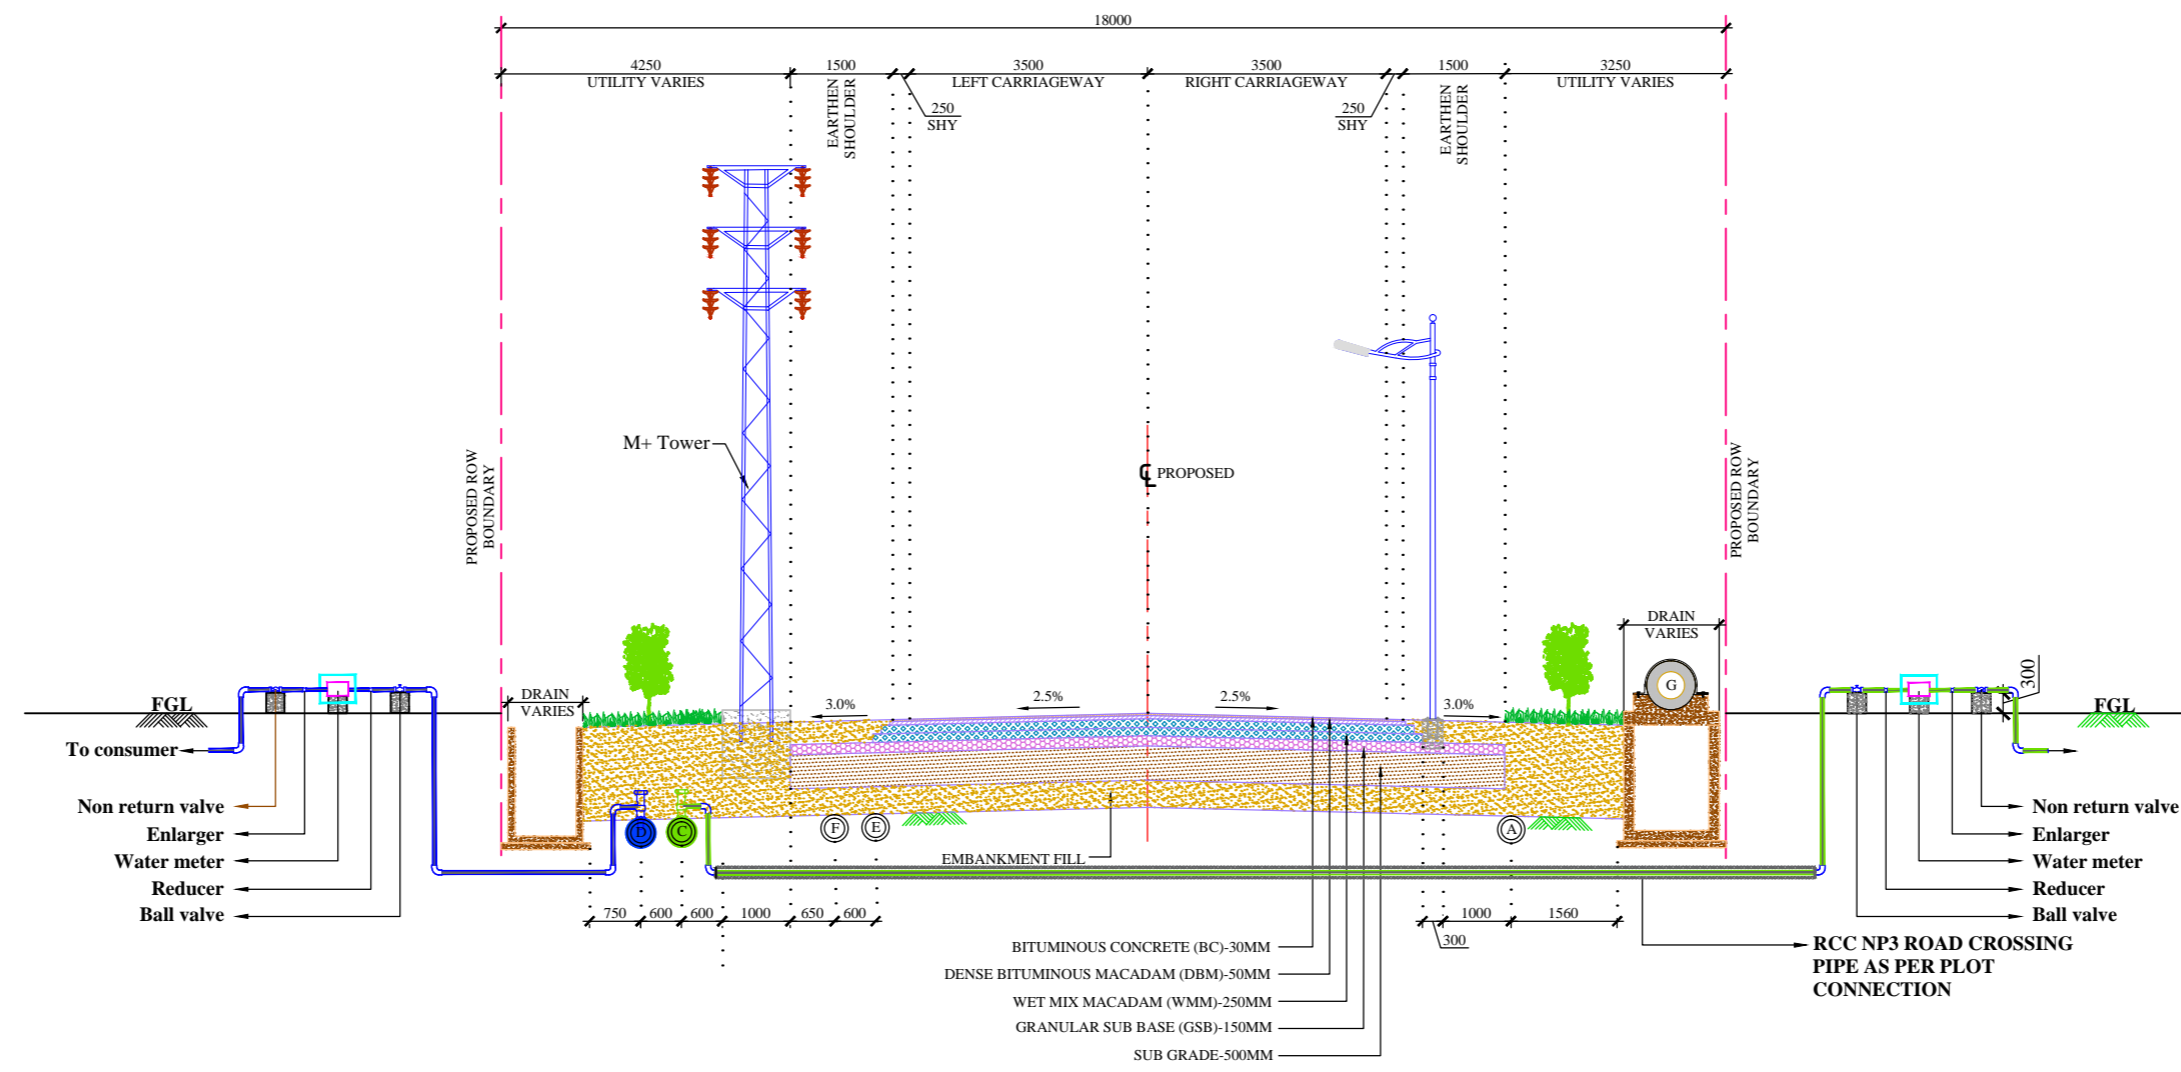 18000
4250
UTILITY VARIES
1500
EARTHEN
SHOULDER
250
SHY
3500
LEFT CARRIAGEWAY
3500
RIGHT CARRIAGEWAY
250
SHY
1500
EARTHEN
SHOULDER
3250
UTILITY VARIES
M+ Tower
PROPOSED ROW
BOUNDARY
℄ PROPOSED
PROPOSED ROW
BOUNDARY
DRAIN
VARIES
DRAIN
VARIES
G
300
FGL
FGL
3.0%
2.5%
2.5%
3.0%
To consumer
Non return valve
Enlarger
Water meter
Reducer
Ball valve
D
C
F
E
A
EMBANKMENT FILL
Non return valve
Enlarger
Water meter
Reducer
Ball valve
750
600
600
1000
650
600
300
1000
1560
BITUMINOUS CONCRETE (BC)-30MM
DENSE BITUMINOUS MACADAM (DBM)-50MM
WET MIX MACADAM (WMM)-250MM
GRANULAR SUB BASE (GSB)-150MM
SUB GRADE-500MM
RCC NP3 ROAD CROSSING
PIPE AS PER PLOT
CONNECTION